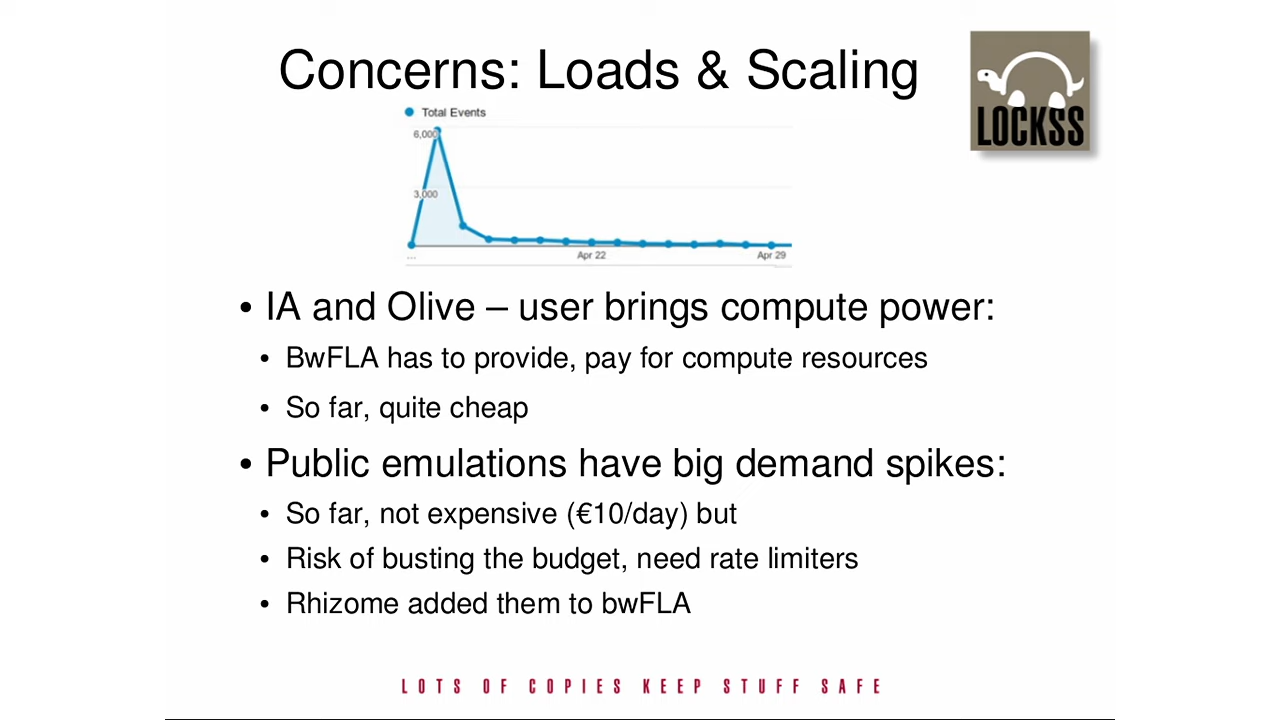 Concerns: Loads & Scaling
LOCKSS
Total Events
6,000
3,000
...
Apr 22
Apr 29
• IA and Olive – user brings compute power:
• BwFLA has to provide, pay for compute resources
• So far, quite cheap
• Public emulations have big demand spikes:
• So far, not expensive (€10/day) but
• Risk of busting the budget, need rate limiters
• Rhizome added them to bwFLA
LOTS OF COPIES KEEP STUFF SAFE